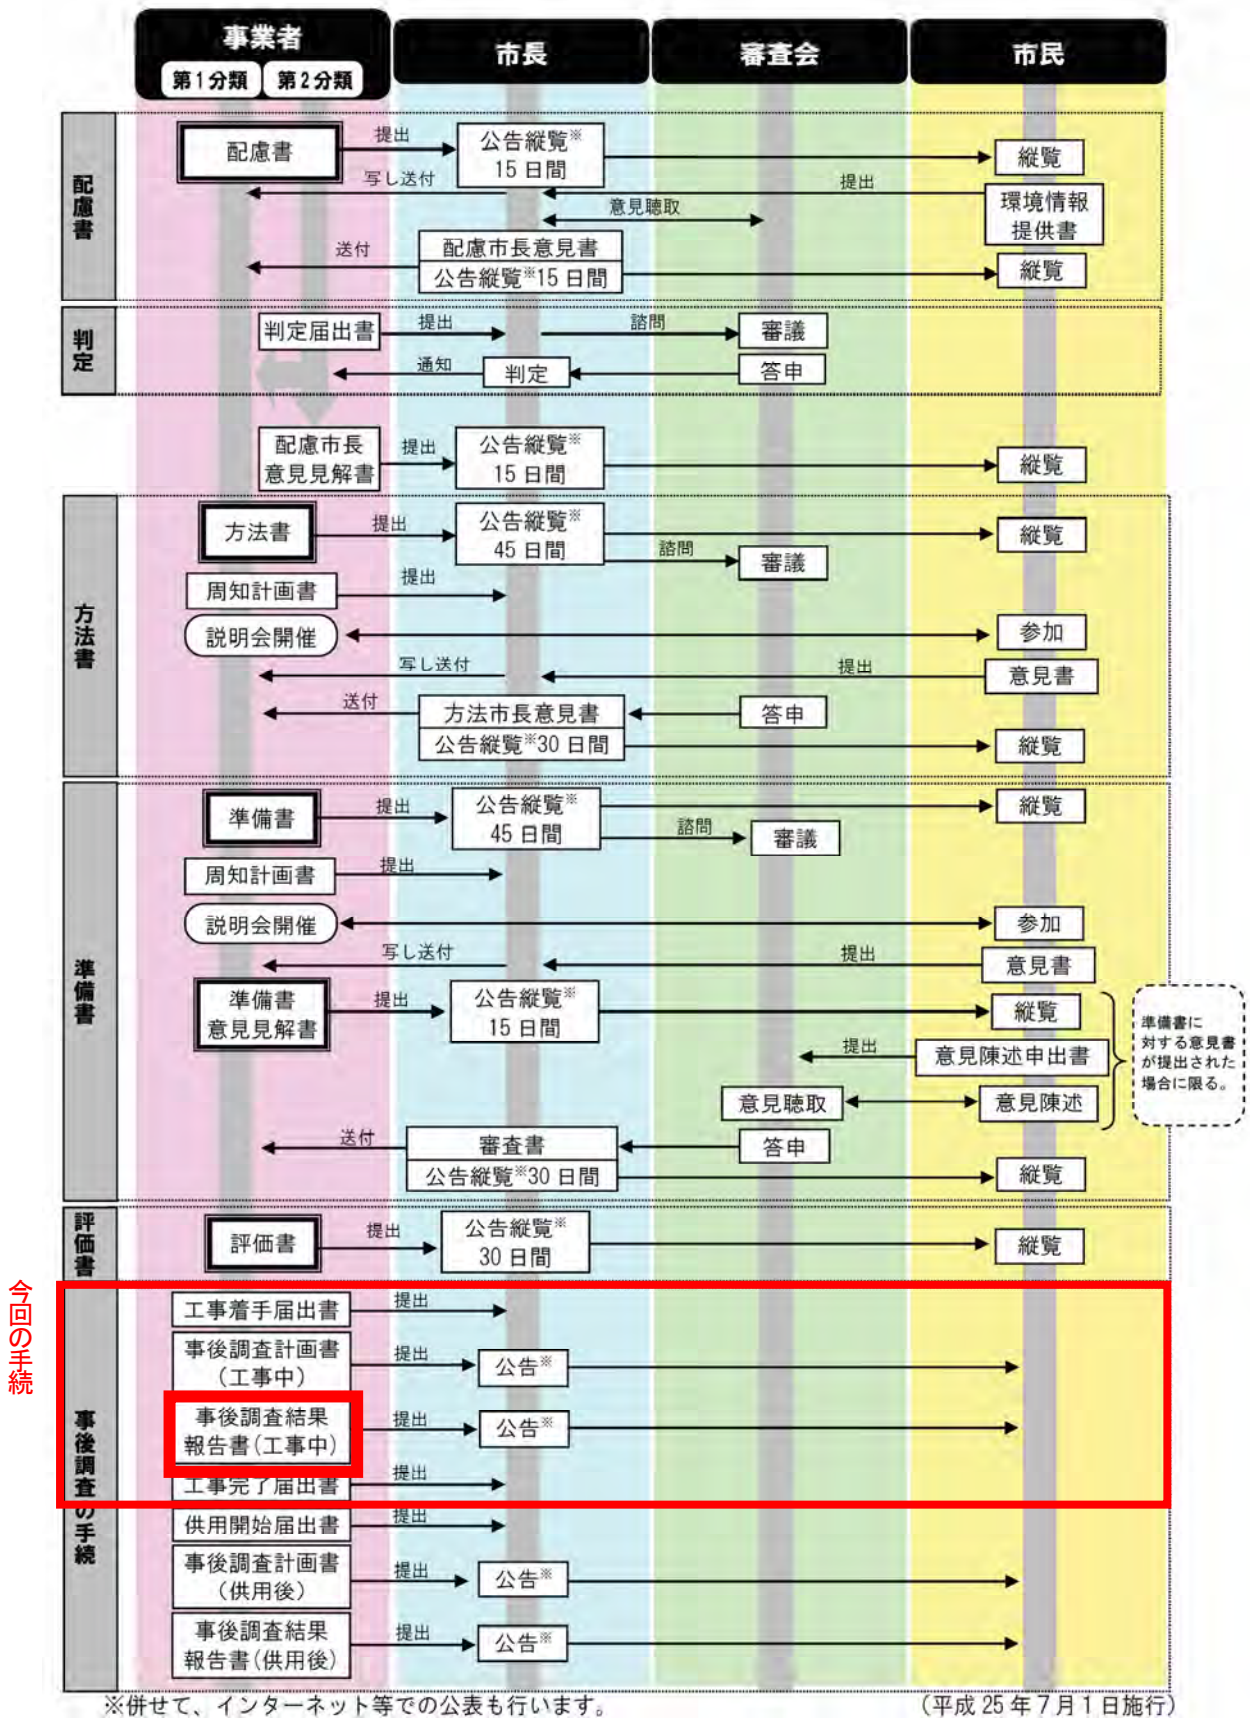 事業者
第1分類
第2分類
市長
審査会
市民
配慮書
配慮書
提出
公告縦覧※
15日間
縦覧
写し送付
提出
環境情報
提供書
意見聴取
送付
配慮市長意見書
公告縦覧※15日間
縦覧
判定
判定届出書
提出
諮問
審議
通知
判定
答申
配慮市長
意見見解書
提出
公告縦覧※
15日間
縦覧
方法書
方法書
提出
公告縦覧※
45日間
縦覧
諮問
審議
周知計画書
提出
説明会開催
参加
写し送付
提出
意見書
送付
方法市長意見書
答申
公告縦覧※30日間
縦覧
準備書
準備書
提出
公告縦覧※
45日間
縦覧
諮問
審議
周知計画書
提出
説明会開催
参加
写し送付
提出
意見書
準備書
意見見解書
提出
公告縦覧※
15日間
縦覧
提出
意見陳述申出書
意見聴取
意見陳述
準備書に
対する意見書
が提出された
場合に限る。
送付
審査書
答申
公告縦覧※30日間
縦覧
評価書
評価書
提出
公告縦覧※
30日間
縦覧
今回の手続
事後調査の手続
工事着手届出書
提出
事後調査計画書
(工事中)
提出
公告※
事後調査結果
報告書(工事中)
提出
公告※
工事完了届出書
提出
供用開始届出書
提出
事後調査計画書
(供用後)
提出
公告※
事後調査結果
報告書(供用後)
提出
公告※
※併せて、インターネット等での公表も行います。
(平成25年7月1日施行)